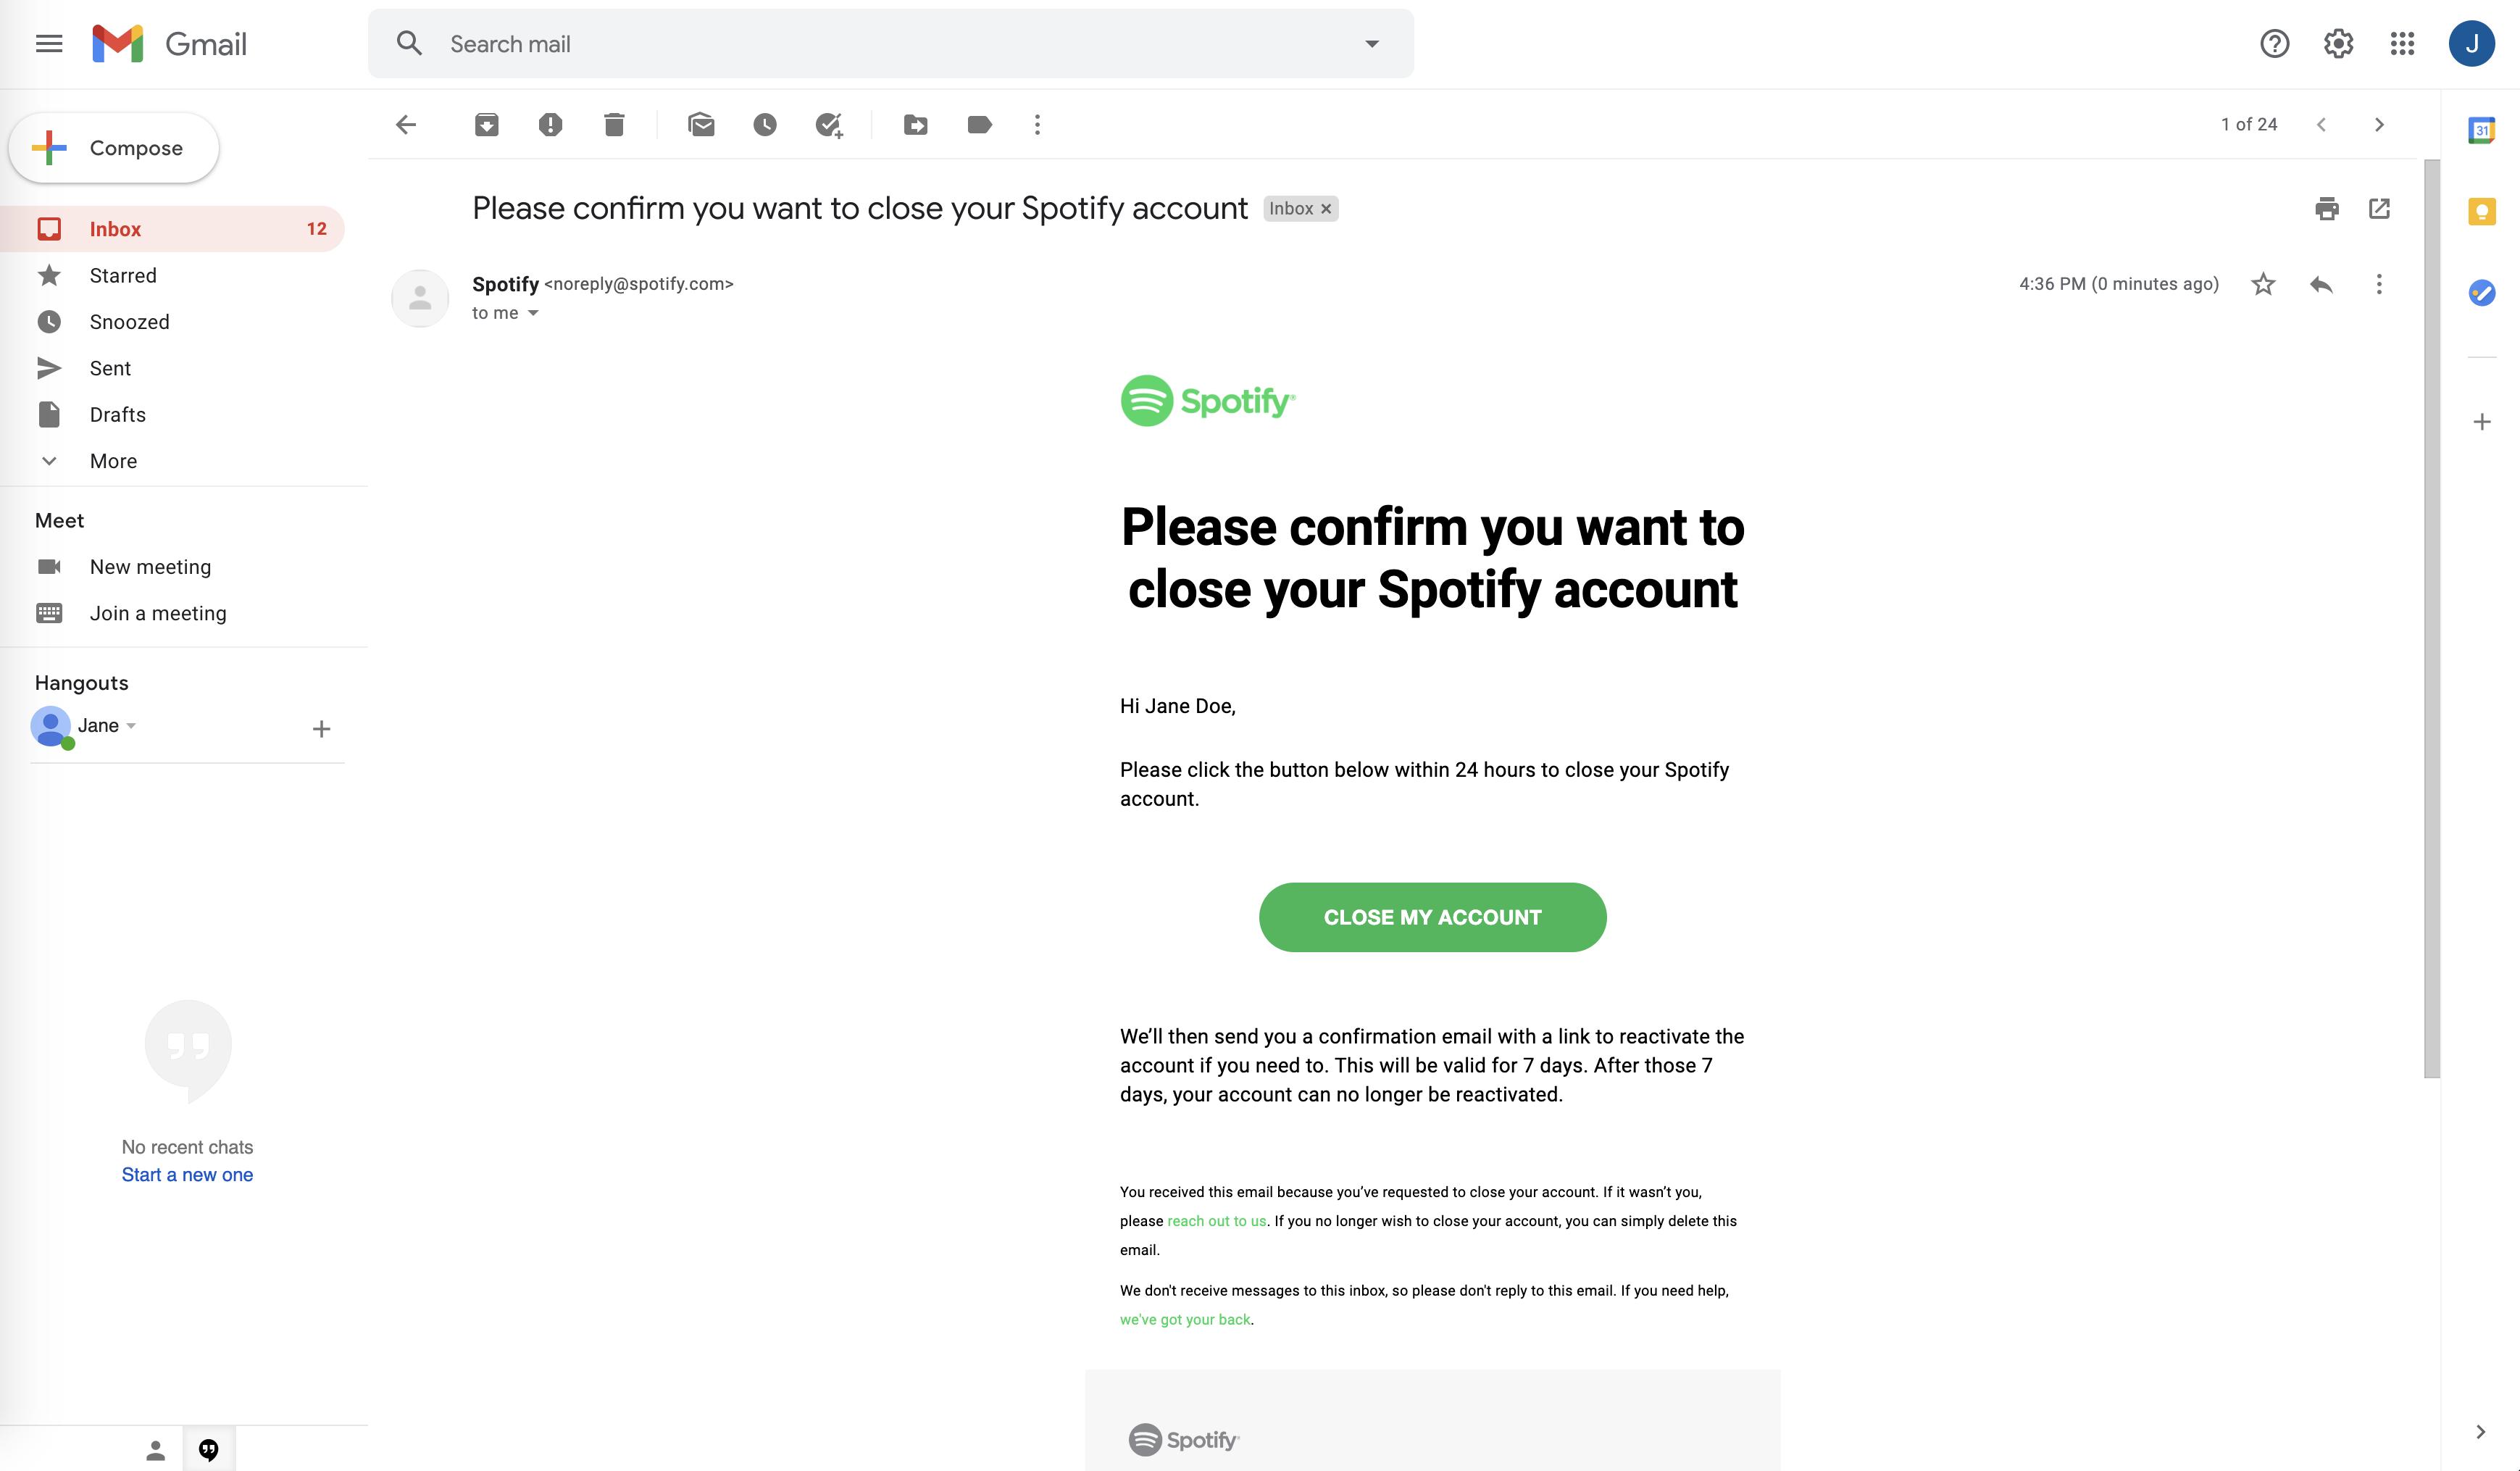 Gmail
Search mail
J
Compose
1 of 24
31
Please confirm you want to close your Spotify account Inbox
Inbox 12
Starred
Snoozed
Sent
Drafts
More
Spotify <noreply@spotify.com>
4:36 PM (0 minutes ago)
to me
Meet
New meeting
Join a meeting
Hangouts
Jane
No recent chats
Start a new one
Spotify®
Please confirm you want to
close your Spotify account
Hi Jane Doe,
Please click the button below within 24 hours to close your Spotify
account.
CLOSE MY ACCOUNT
We’ll then send you a confirmation email with a link to reactivate the
account if you need to. This will be valid for 7 days. After those 7
days, your account can no longer be reactivated.
You received this email because you’ve requested to close your account. If it wasn’t you,
please reach out to us. If you no longer wish to close your account, you can simply delete this
email.
We don't receive messages to this inbox, so please don't reply to this email. If you need help,
we've got your back.
Spotify®